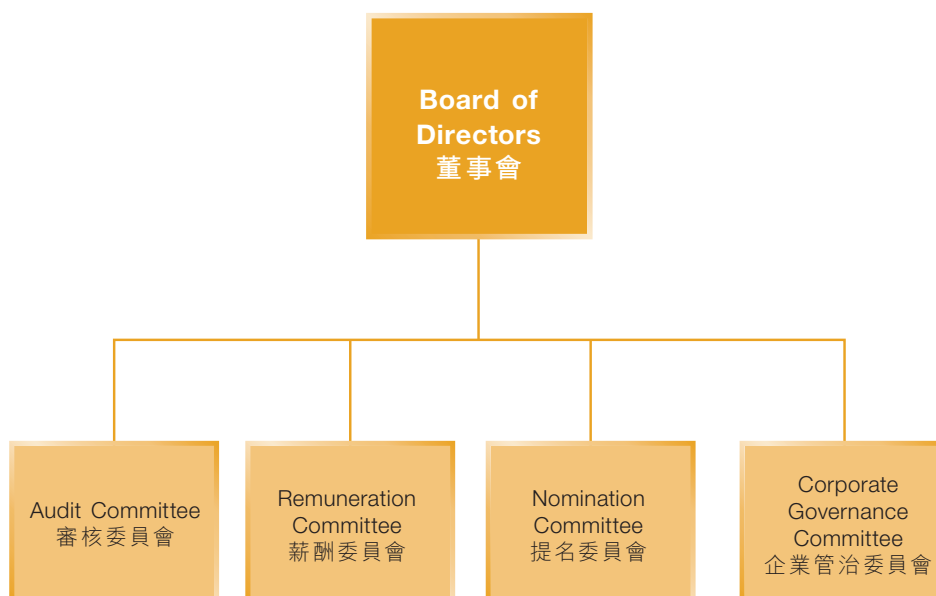 Board of
Directors
董事會
Audit Committee
審核委員會
Remuneration
Committee
薪酬委員會
Nomination
Committee
提名委員會
Corporate
Governance
Committee
企業管治委員會